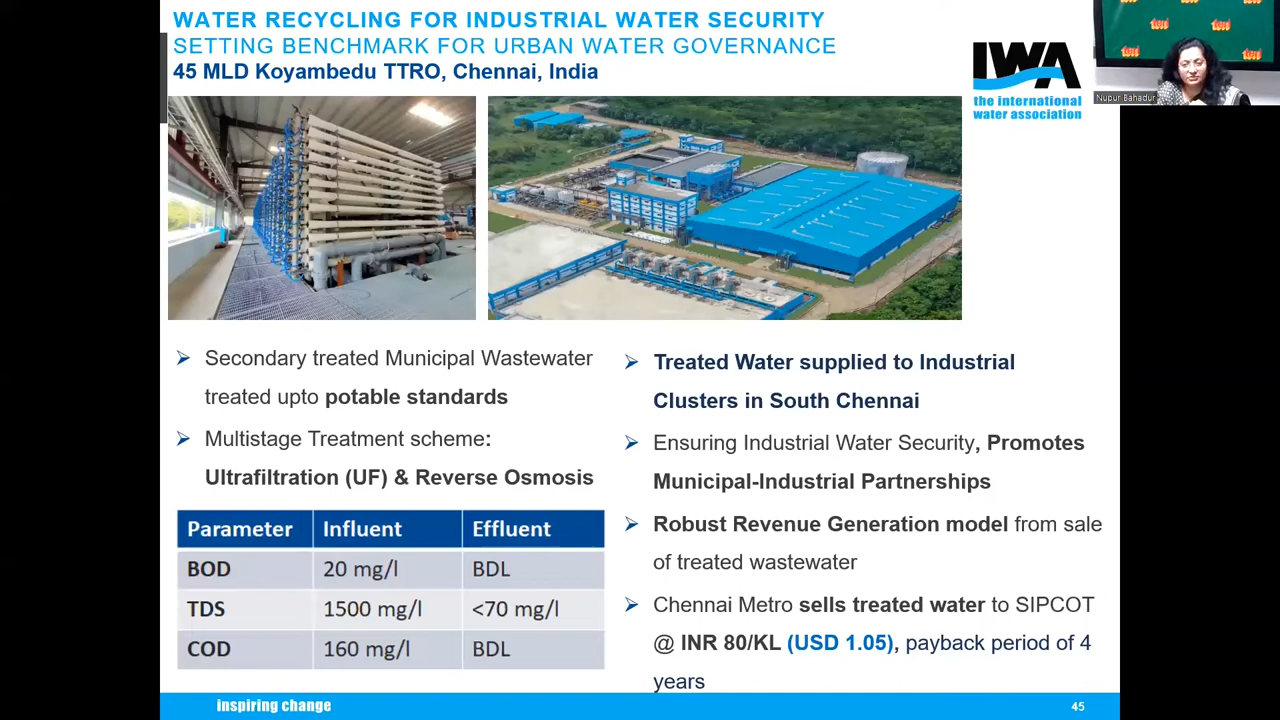 WATER RECYCLING FOR INDUSTRIAL WATER SECURITY
SETTING BENCHMARK FOR URBAN WATER GOVERNANCE
45 MLD Koyambedu TTRO, Chennai, India
IWA
the international
water association
Nupur Bahadur
Secondary treated Municipal Wastewater
treated upto potable standards
Multistage Treatment scheme:
Ultrafiltration (UF) & Reverse Osmosis
Parameter Influent Effluent
BOD 20 mg/l BDL
TDS 1500 mg/l <70 mg/l
COD 160 mg/l BDL
Treated Water supplied to Industrial
Clusters in South Chennai
Ensuring Industrial Water Security, Promotes
Municipal-Industrial Partnerships
Robust Revenue Generation model from sale
of treated wastewater
Chennai Metro sells treated water to SIPCOT
@ INR 80/KL (USD 1.05), payback period of 4
years
inspiring change
45